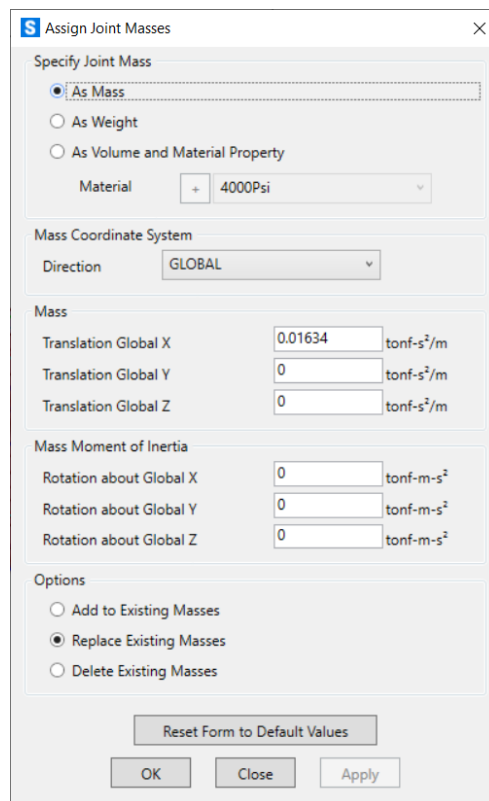 S Assign Joint Masses
Specify Joint Mass
As Mass
As Weight
As Volume and Material Property
Material + 4000Psi
Mass Coordinate System
Direction GLOBAL
Mass
Translation Global X 0.01634 tonf-s²/m
Translation Global Y 0 tonf-s²/m
Translation Global Z 0 tonf-s²/m
Mass Moment of Inertia
Rotation about Global X 0 tonf-m-s²
Rotation about Global Y 0 tonf-m-s²
Rotation about Global Z 0 tonf-m-s²
Options
Add to Existing Masses
Replace Existing Masses
Delete Existing Masses
Reset Form to Default Values
OK Close Apply